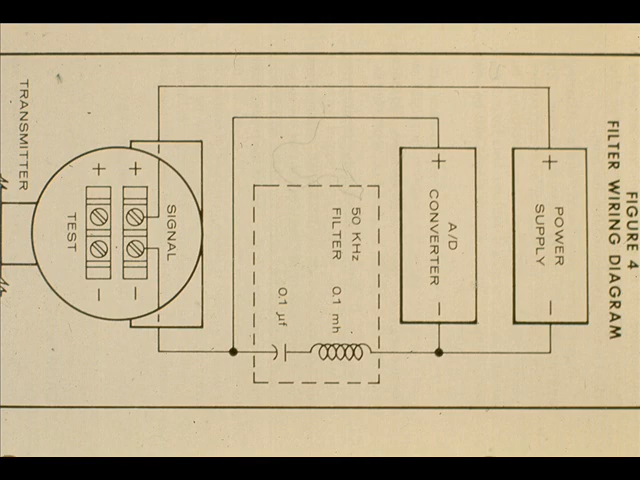 FIGURE 4
FILTER WIRING DIAGRAM
POWER
SUPPLY
+
−
A/D
CONVERTER
+
−
50 KHz
FILTER
0.1 mh
0.1 µf
SIGNAL
+
−
+
−
TEST
TRANSMITTER